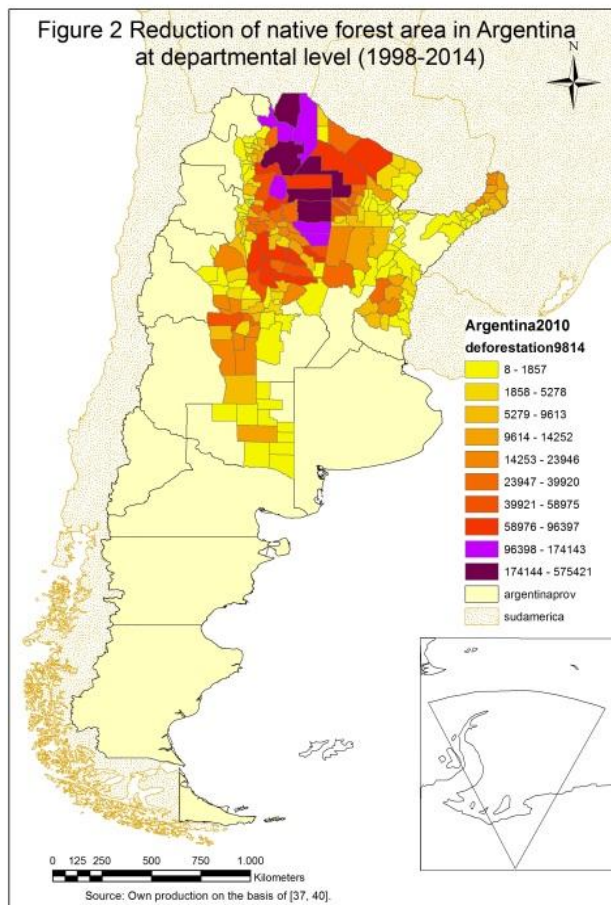 Figure 2 Reduction of native forest area in Argentina
at departmental level (1998-2014)
N
Argentina2010
deforestation9814
8 - 1857
1858 - 5278
5279 - 9613
9614 - 14252
14253 - 23946
23947 - 39920
39921 - 58975
58976 - 96397
96398 - 174143
174144 - 575421
argentinaprov
sudamerica
0 125 250 500 750 1.000
Kilometers
Source: Own production on the basis of [37, 40].